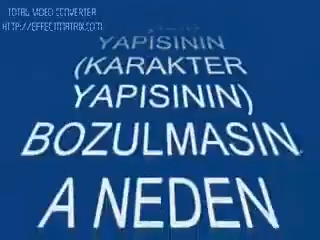 TOTAL VIDEO CONVERTER
HTTP://EFFECTMATRIX.COM
YAPISININ
(KARAKTER
YAPISININ)
BOZULMASIN
A NEDEN